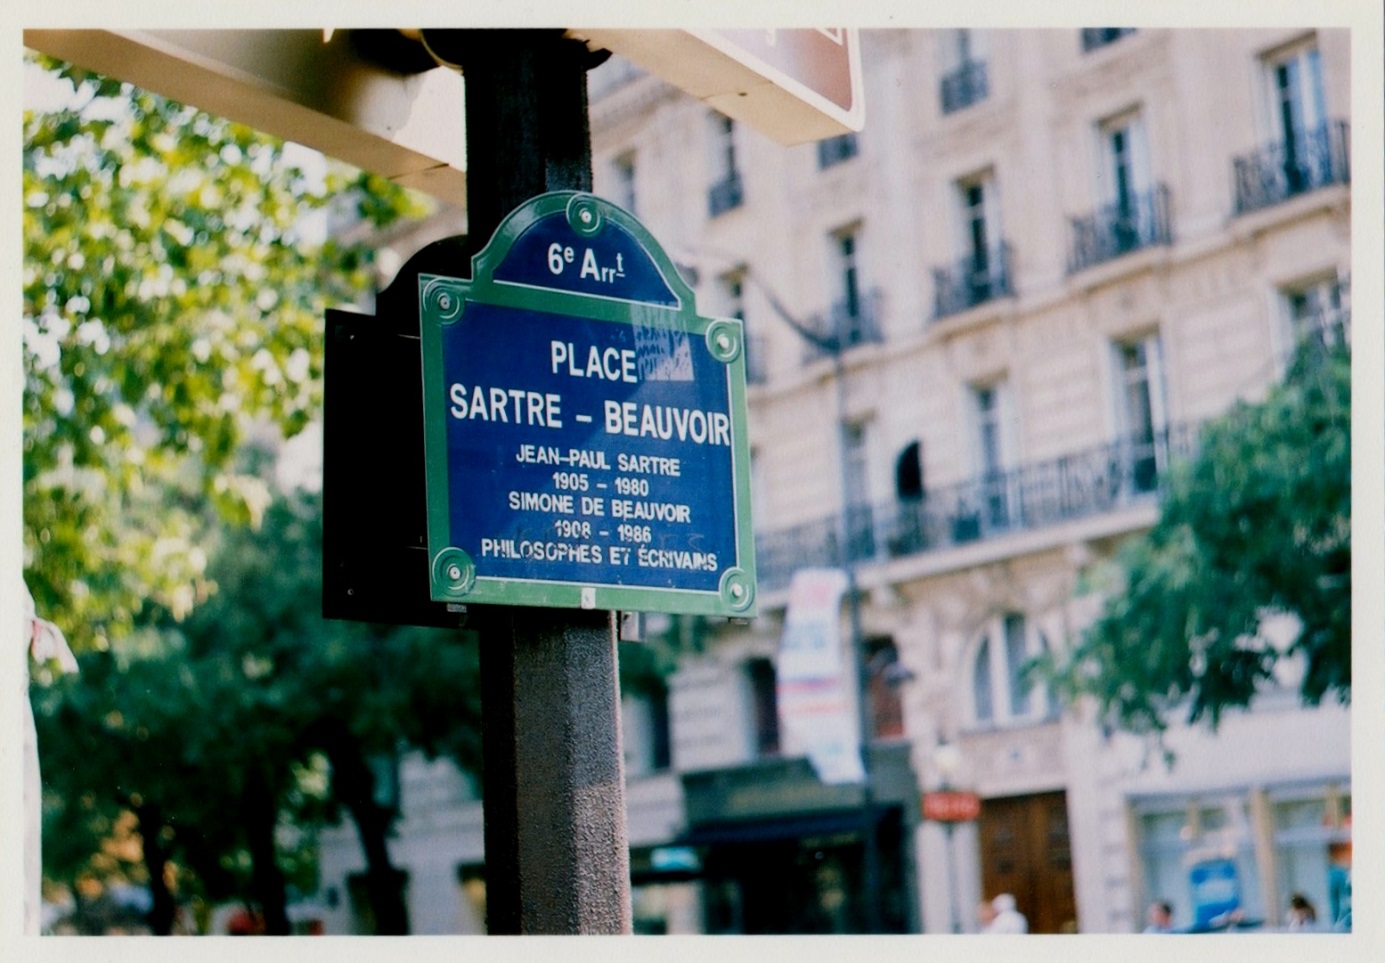 6e Arrt
PLACE
SARTRE – BEAUVOIR
JEAN–PAUL SARTRE
1905 – 1980
SIMONE DE BEAUVOIR
1908 – 1986
PHILOSOPHES ET ÉCRIVAINS